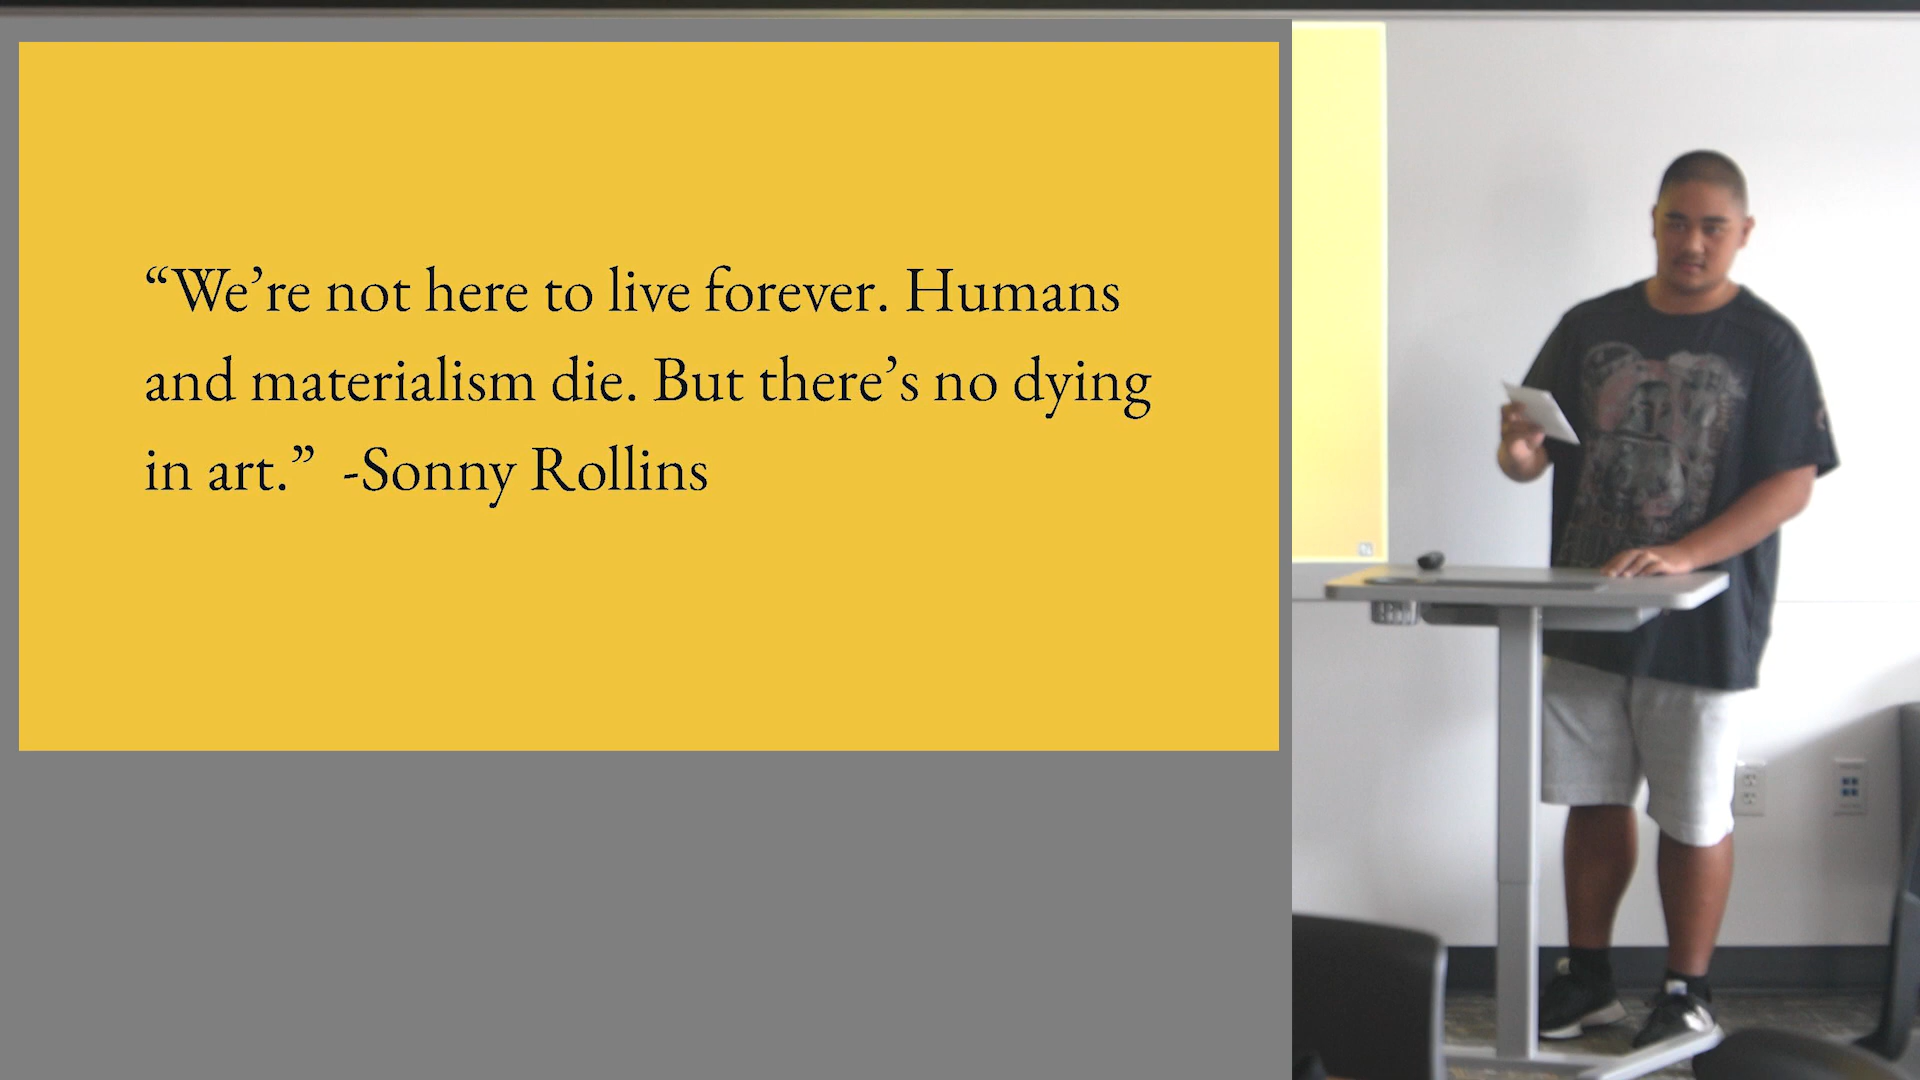 “We’re not here to live forever. Humans
and materialism die. But there’s no dying
in art.”  -Sonny Rollins